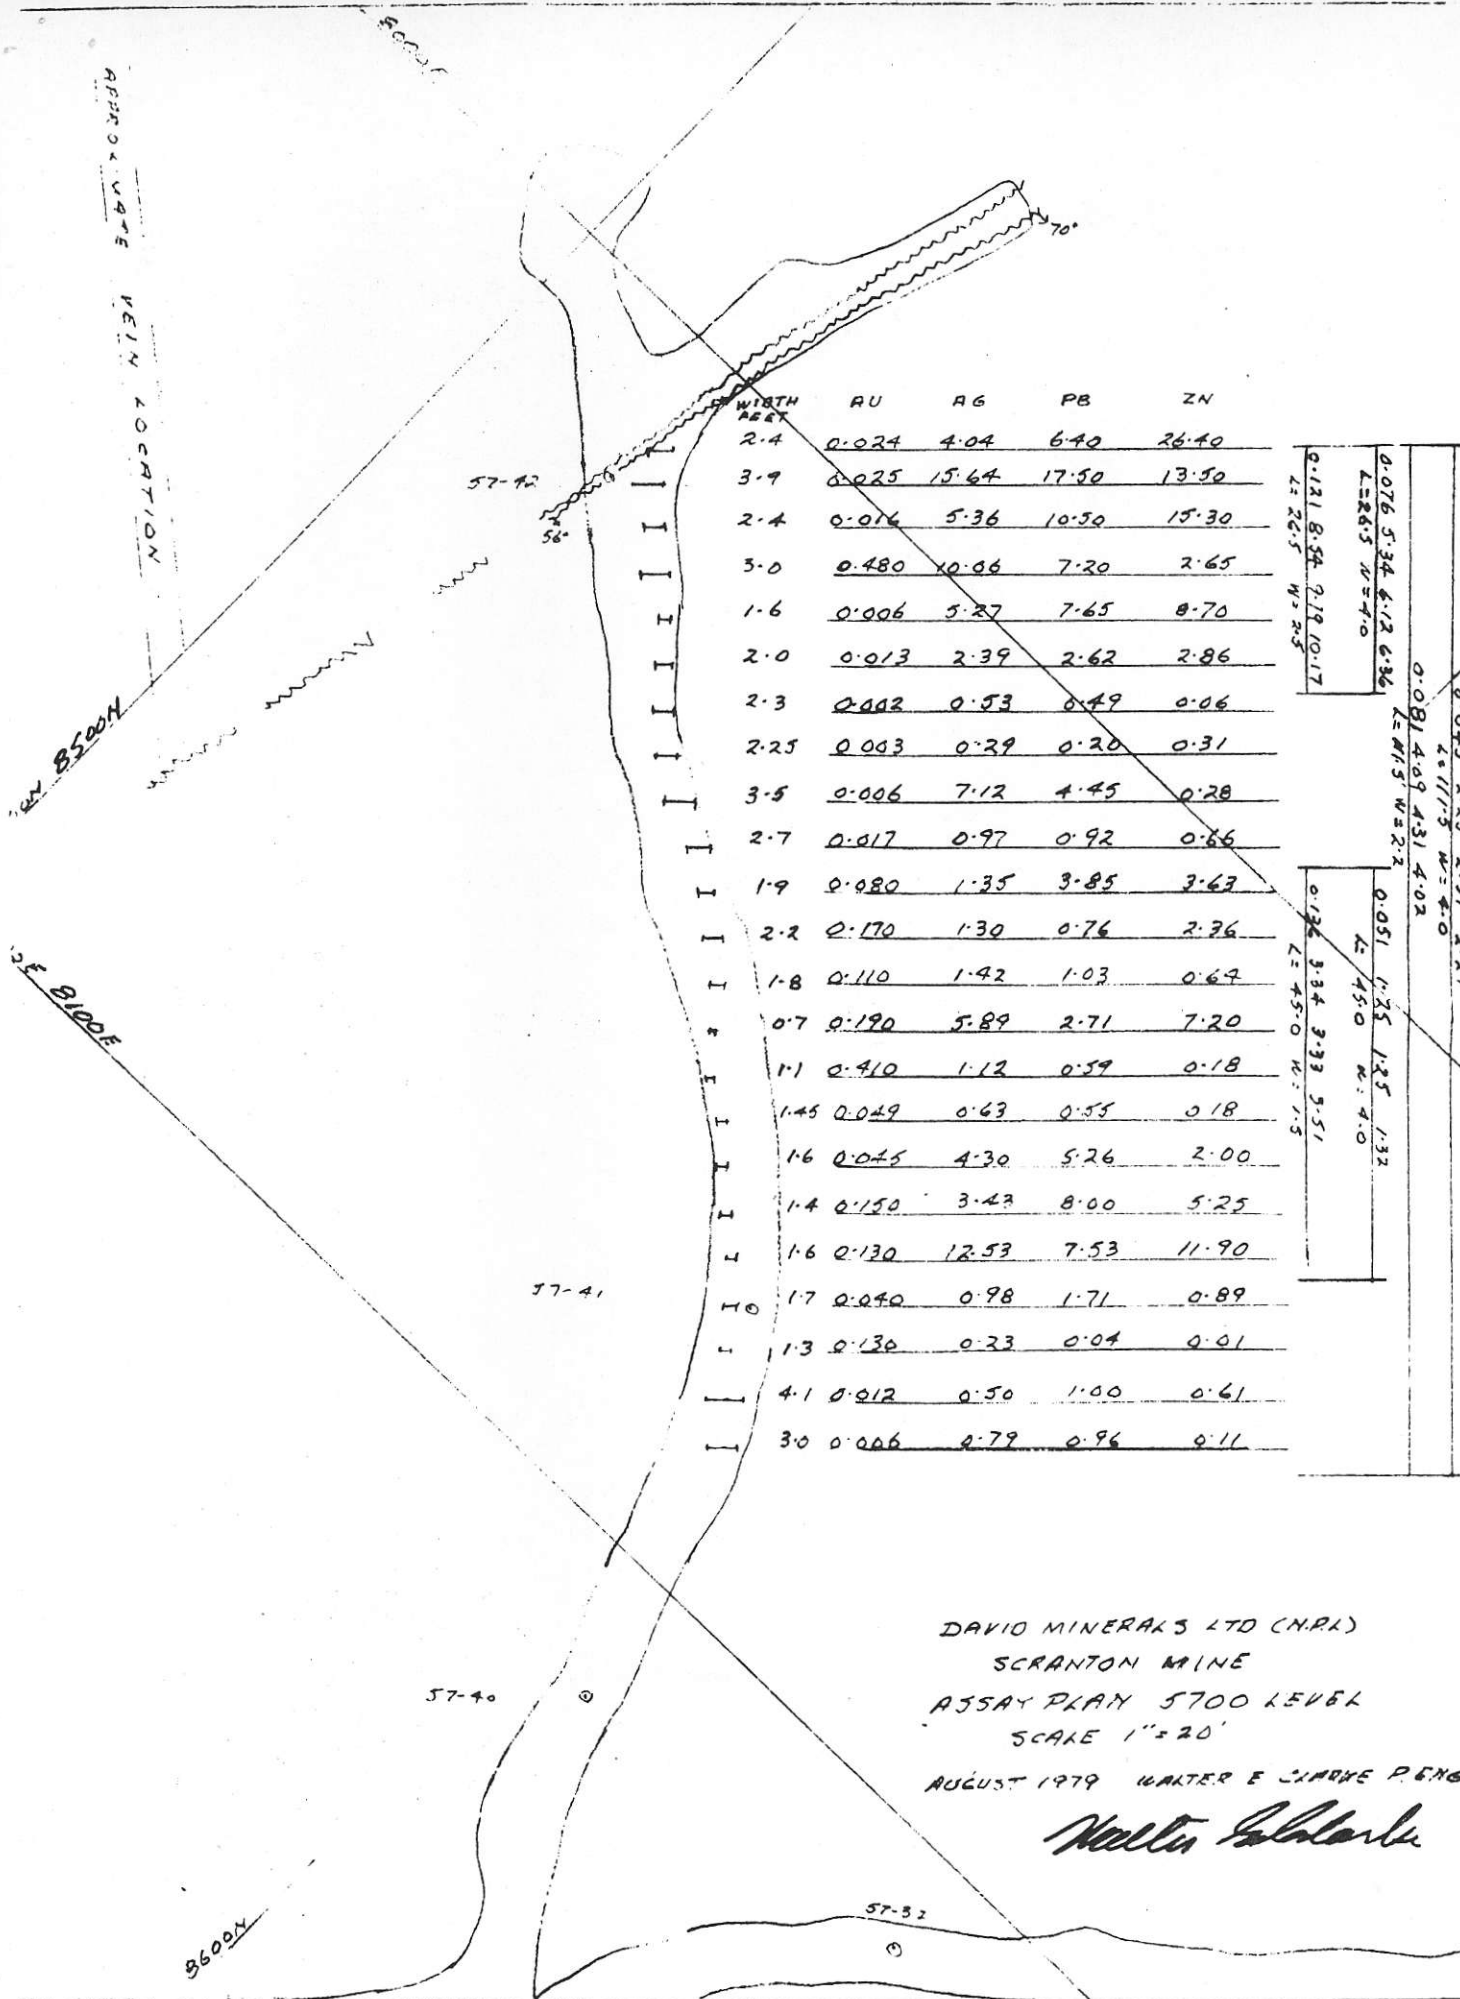 APPROXIMATE VEIN LOCATION
70°
WIDTH FEET AU AG PB ZN
2.4 0.024 4.04 6.40 26.40
3.9 0.025 15.64 17.50 13.50
2.4 0.016 5.36 10.50 15.30
3.0 0.480 10.06 7.20 2.65
1.6 0.006 5.27 7.65 8.70
2.0 0.013 2.39 2.62 2.86
2.3 0.002 0.53 0.49 0.06
2.25 0.003 0.29 0.20 0.31
3.5 0.006 7.12 4.45 0.28
2.7 0.017 0.97 0.92 0.66
1.9 0.080 1.35 3.85 3.63
2.2 0.170 1.30 0.76 2.36
1.8 0.110 1.42 1.03 0.64
0.7 0.190 5.89 2.71 7.20
1.1 0.410 1.12 0.59 0.18
1.45 0.049 0.63 0.55 0.18
1.6 0.045 4.30 5.26 2.00
1.4 0.150 3.43 8.00 5.25
1.6 0.130 12.53 7.53 11.90
1.7 0.040 0.98 1.71 0.89
1.3 0.130 0.23 0.04 0.01
4.1 0.012 0.50 1.00 0.61
3.0 0.006 0.79 0.96 0.11
57-42
56°
8500N
8100E
57-41
57-40
57-32
8600N
0.076 5.34 6.12 6.36
L=26.5 W=4.0
0.121 8.54 9.79 10.17
L=26.5 W=2.5
L=111.5 W=4.0
0.081 4.09 4.31 4.02
L=111.5' W=2.2
0.051 1.25 1.25 1.32
L=45.0 W=4.0
0.136 3.34 3.33 3.51
L=45.0 W=1.5
DAVID MINERALS LTD (N.P.L)
SCRANTON MINE
ASSAY PLAN 5700 LEVEL
SCALE 1"=20'
AUGUST 1979 WALTER E CLARKE P.ENG
Walter E Clarke